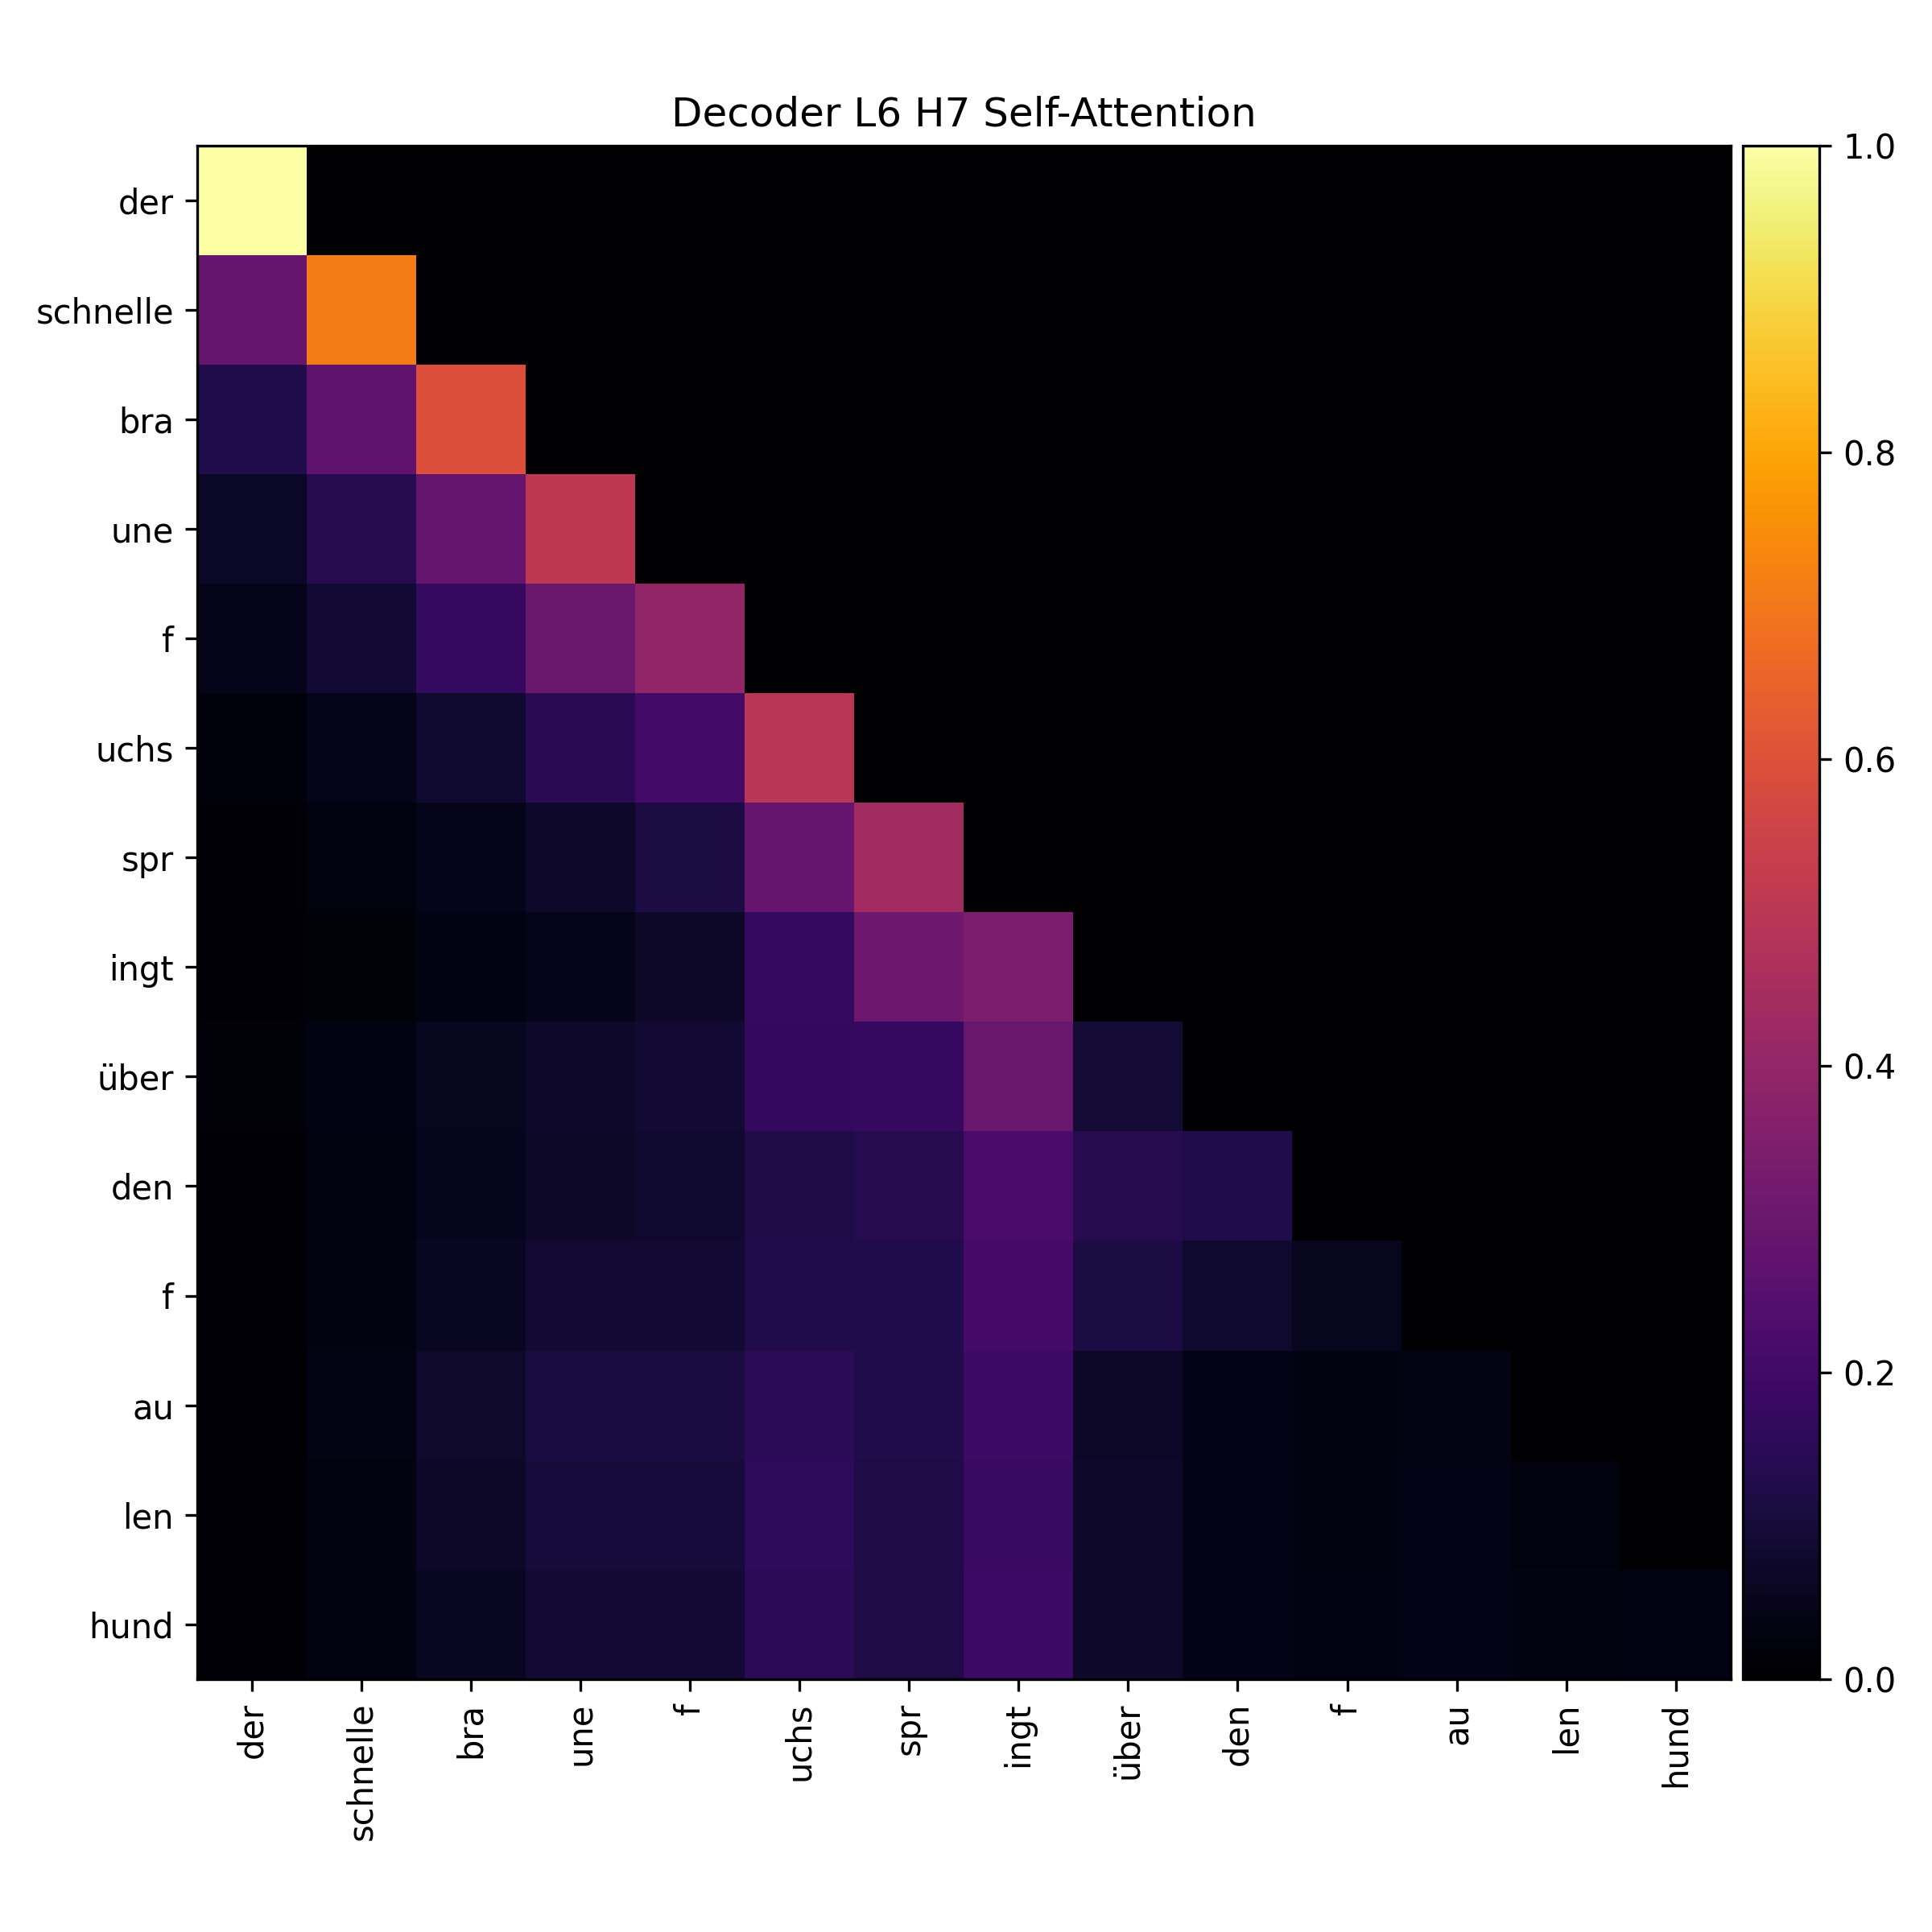 Decoder L6 H7 Self-Attention
der
schnelle
bra
une
f
uchs
spr
ingt
über
den
f
au
len
hund
der
schnelle
bra
une
f
uchs
spr
ingt
über
den
f
au
len
hund
1.0
0.8
0.6
0.4
0.2
0.0